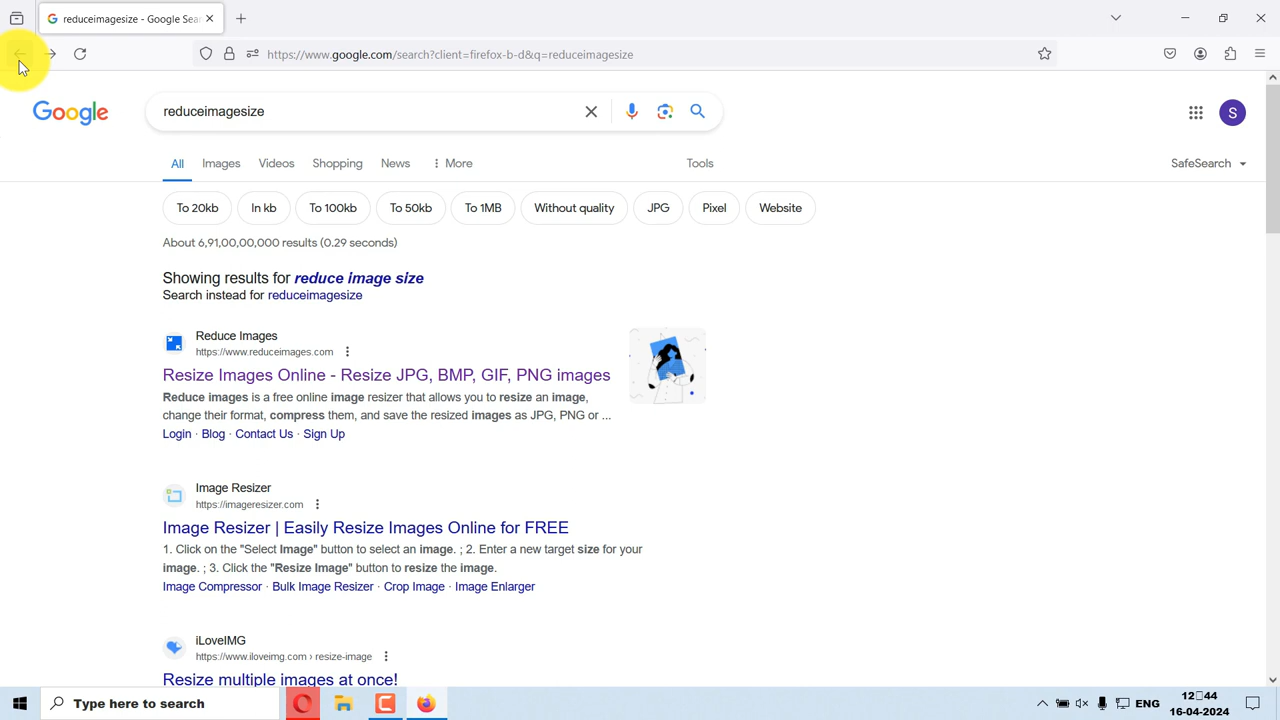 reduceimagesize - Google Sea
https://www.google.com/search?client=firefox-b-d&q=reduceimagesize
Google
reduceimagesize
S
All Images Videos Shopping News More Tools SafeSearch
To 20kb In kb To 100kb To 50kb To 1MB Without quality JPG Pixel Website
About 6,91,00,00,000 results (0.29 seconds)
Showing results for reduce image size
Search instead for reduceimagesize
Reduce Images
https://www.reduceimages.com
Resize Images Online - Resize JPG, BMP, GIF, PNG images
Reduce images is a free online image resizer that allows you to resize an image,
change their format, compress them, and save the resized images as JPG, PNG or ...
Login · Blog · Contact Us · Sign Up
Image Resizer
https://imageresizer.com
Image Resizer | Easily Resize Images Online for FREE
1. Click on the "Select Image" button to select an image. ; 2. Enter a new target size for your
image. ; 3. Click the "Resize Image" button to resize the image.
Image Compressor · Bulk Image Resizer · Crop Image · Image Enlarger
iLoveIMG
https://www.iloveimg.com › resize-image
Resize multiple images at once!
Type here to search
ENG
12 44
16-04-2024